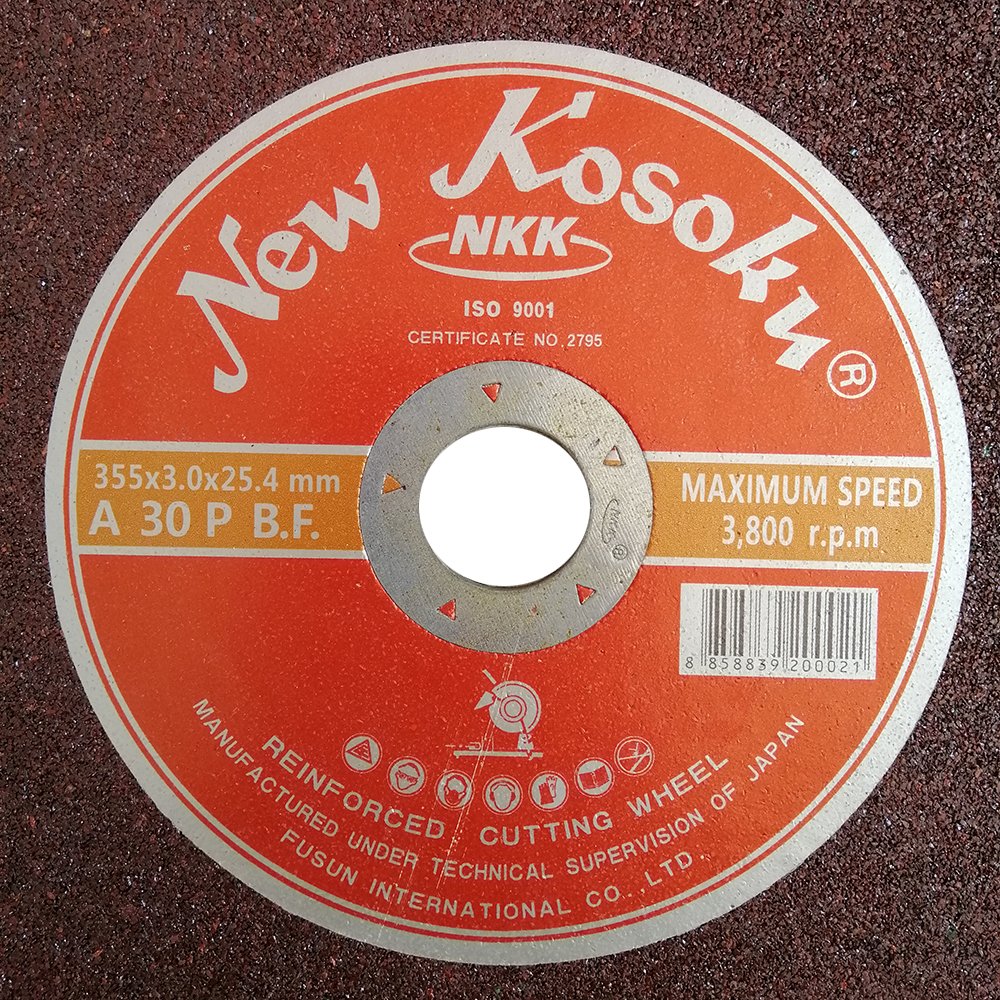 New Kosoku ®
NKK
ISO 9001
CERTIFICATE NO. 2795
355x3.0x25.4 mm
A 30 P B.F.
MAXIMUM SPEED
3,800 r.p.m
8 858839 200021
REINFORCED CUTTING WHEEL
MANUFACTURED UNDER TECHNICAL SUPERVISION OF JAPAN
FUSUN INTERNATIONAL CO.,LTD.